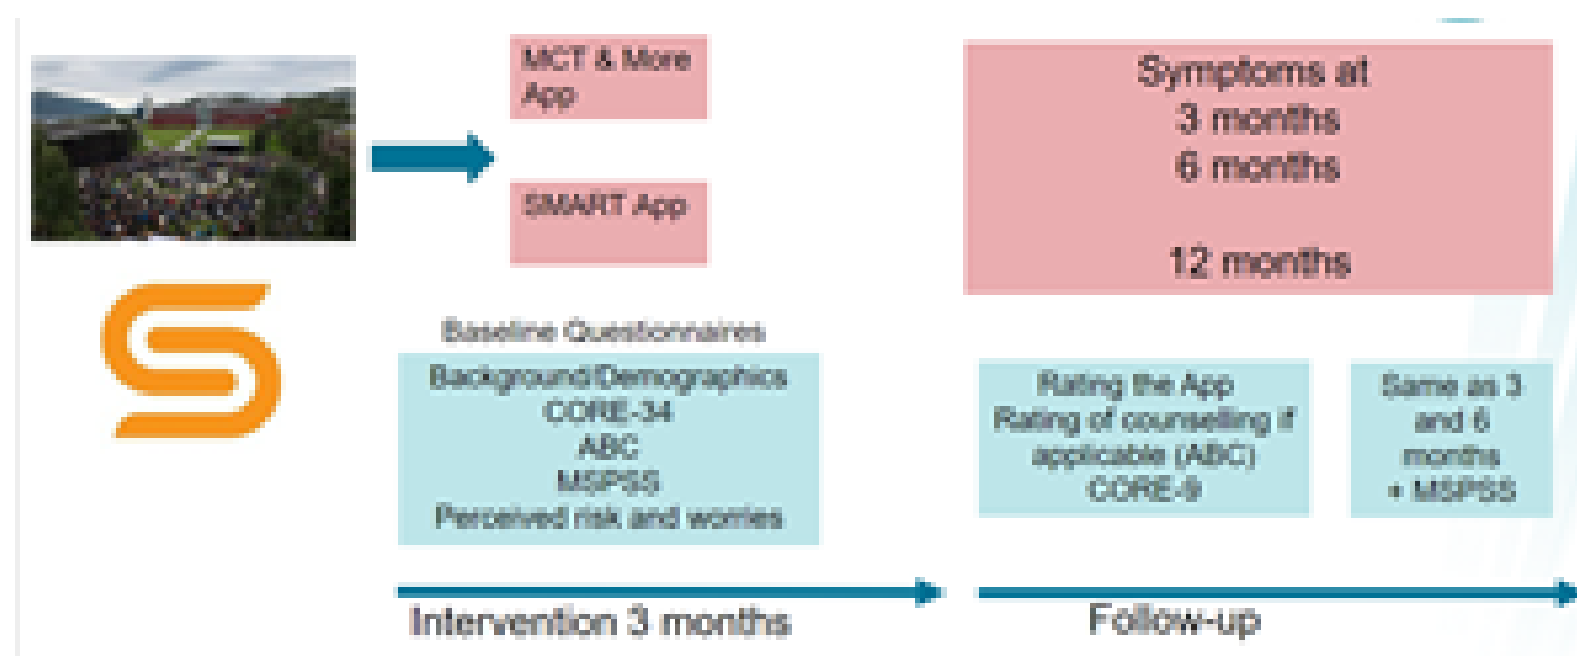 MCT & More
App
SMART App
Symptoms at
3 months
6 months
12 months
Baseline Questionnaires
Background/Demographics
CORE-34
ABC
MSPSS
Perceived risk and worries
Rating the App
Rating of counselling if
applicable (ABC)
CORE-9
Same as 3
and 6
months
+ MSPSS
Intervention 3 months
Follow-up